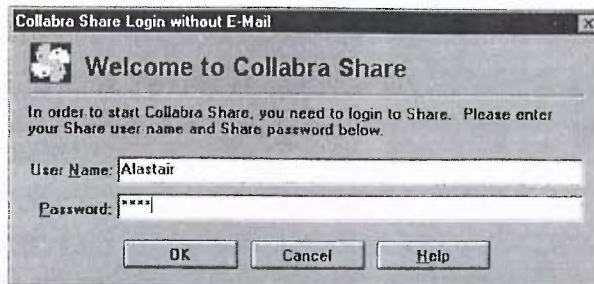 Collabra Share Login without E-Mail
Welcome to Collabra Share
In order to start Collabra Share, you need to login to Share. Please enter
your Share user name and Share password below.
User Name: Alastair
Password: ****
OK Cancel Help